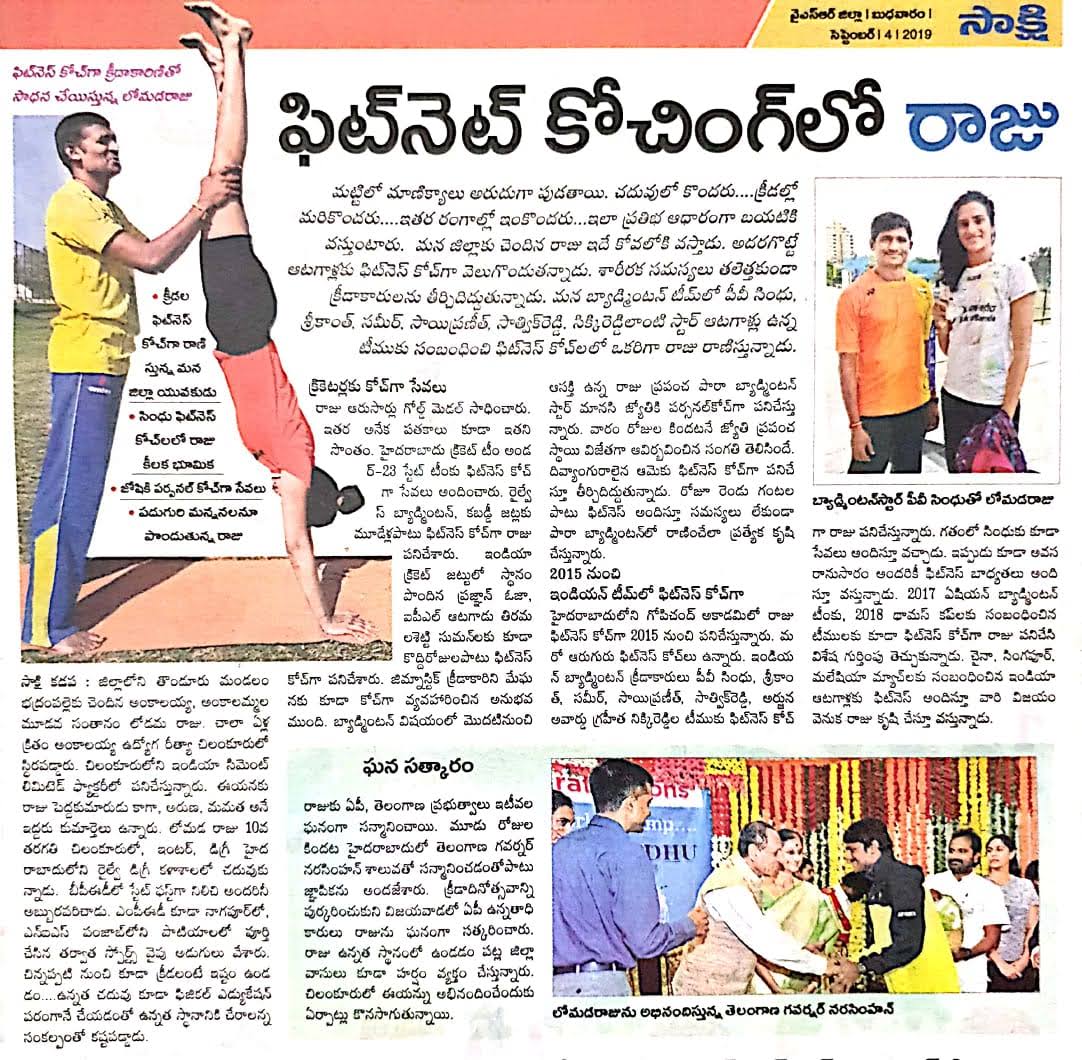 వైఎస్ఆర్ జిల్లా l బుధవారం l
సెప్టెంబర్ l 4 l 2019
సాక్షి
ఫిట్‌నెస్ కోచ్‌గా క్రీడాకారిణితో
సాధన చేయిస్తున్న లోమడరాజు
ఫిట్‌నెట్ కోచింగ్‌లో రాజు
మట్టిలో మాణిక్యాలు అరుదుగా పుడతాయి. చదువులో కొందరు....క్రీడల్లో
మరికొందరు....ఇతర రంగాల్లో ఇంకొందరు...ఇలా ప్రతిభ ఆధారంగా బయటికి
వస్తుంటారు. మన జిల్లాకు చెందిన రాజు ఇదే కోవలోకి వస్తాడు. అదరగొట్టే
ఆటగాళ్లకు ఫిట్‌నెస్ కోచ్‌గా వెలుగొందుతన్నాడు. శారీరక సమస్యలు తలెత్తకుండా
క్రీడాకారులను తీర్చిదిద్దుతున్నాడు. మన బ్యాడ్మింటన్ టీమ్‌లో పీవీ సింధు,
శ్రీకాంత్, సమీర్, సాయిప్రణీత్, సాత్విక్‌రెడ్డి, సిక్కిరెడ్డిలాంటి స్టార్ ఆటగాళ్లు ఉన్న
టీముకు సంబంధించి ఫిట్‌నెస్ కోచ్‌లలో ఒకరిగా రాజు రాణిస్తున్నాడు.
• క్రీడల
ఫిట్‌నెస్
కోచ్‌గా రాణి
స్తున్న మన
జిల్లా యువకుడు
• సింధు ఫిట్‌నెస్
కోచ్‌లలో రాజు
కీలక భూమిక
• జోషికి పర్సనల్ కోచ్‌గా సేవలు
• పదుగురి మన్ననలనూ
పొందుతున్న రాజు
సాక్షి కడప : జిల్లాలోని తొండూరు మండలం
భద్రంపల్లెకు చెందిన అంకాలయ్య, అంకాలమ్మల
మూడవ సంతానం లోడమ రాజు. చాలా ఏళ్ల
క్రితం అంకాలయ్య ఉద్యోగ రీత్యా చిలంకూరులో
స్థిరపడ్డారు. చిలంకూరులోని ఇండియా సిమెంట్
లిమిటెడ్ ఫ్యాక్టరీలో పనిచేస్తున్నారు. ఈయనకు
రాజు పెద్దకుమారుడు కాగా, అరుణ, మమత అనే
ఇద్దరు కుమార్తెలు ఉన్నారు. లోమడ రాజు 10వ
తరగతి చిలంకూరులో, ఇంటర్, డిగ్రీ హైద
రాబాదులోని రైల్వే డిగ్రీ కళాశాలలో చదువుకు
న్నాడు. బీపీఈడీలో స్టేట్ ఫస్ట్‌గా నిలిచి అందరినీ
అబ్బురపరిచాడు. ఎంపీఈడీ కూడా నాగపూర్‌లో,
ఎన్ఐఎస్ పంజాబ్‌లోని పాటియాలలో పూర్తి
చేసిన తర్వాత స్పోర్ట్స్ వైపు అడుగులు వేశారు.
చిన్నప్పటి నుంచి కూడా క్రీడలంటే ఇష్టం ఉండ
డం....ఉన్నత చదువు కూడా ఫిజికల్ ఎడ్యుకేషన్
పరంగానే చేయడంతో ఉన్నత స్థానానికి చేరాలన్న
సంకల్పంతో కష్టపడ్డాడు.
క్రికెటర్లకు కోచ్‌గా సేవలు
రాజు ఆరుసార్లు గోల్డ్ మెడల్ సాధించారు.
ఇతర అనేక పతకాలు కూడా ఇతని
సొంతం. హైదరాబాదు క్రికెట్ టీం అండ
ర్-23 స్టేట్ టీంకు ఫిట్‌నెస్ కోచ్
గా సేవలు అందించారు. రైల్వే
స్ బ్యాడ్మింటన్, కబడ్డీ జట్లకు
మూడేళ్లపాటు ఫిట్‌నెస్ కోచ్‌గా రాజు
పనిచేశారు. ఇండియా
క్రికెట్ జట్టులో స్థానం
పొందిన ప్రజ్ఞాన్ ఓజా,
ఐపీఎల్ ఆటగాడు తిరమ
లశెట్టి సుమన్‌లకు కూడా
కొద్దిరోజులపాటు ఫిట్‌నెస్
కోచ్‌గా పనిచేశారు. జిమ్నాస్టిక్ క్రీడాకారిని మేఘ
నకు కూడా కోచ్‌గా వ్యవహారించిన అనుభవ
ముంది. బ్యాడ్మింటన్ విషయంలో మొదటినుంచి
ఆసక్తి ఉన్న రాజు ప్రపంచ పారా బ్యాడ్మింటన్
స్టార్ మానసి జ్యోతికి పర్సనల్‌కోచ్‌గా పనిచేస్తు
న్నారు. వారం రోజుల కిందటనే జ్యోతి ప్రపంచ
స్థాయి విజేతగా ఆవిర్భవించిన సంగతి తెలిసిందే.
దివ్యాంగురాలైన ఆమెకు ఫిట్‌నెస్ కోచ్‌గా పనిచే
స్తూ తీర్చిదిద్దుతున్నాడు. రోజూ రెండు గంటల
పాటు ఫిట్‌నెస్ అందిస్తూ సమస్యలు లేకుండా
పారా బ్యాడ్మింటన్‌లో రాణించేలా ప్రత్యేక కృషి
చేస్తున్నారు.
2015 నుంచి
ఇండియన్ టీమ్‌లో ఫిట్‌నెస్ కోచ్‌గా
హైదరాబాదులోని గోపిచంద్ అకాడమిలో రాజు
ఫిట్‌నెస్ కోచ్‌గా 2015 నుంచి పనిచేస్తున్నారు. మ
రో ఆరుగురు ఫిట్‌నెస్ కోచ్‌లు ఉన్నారు. ఇండియ
న్ బ్యాడ్మింటన్ క్రీడాకారులు పీవీ సింధు, శ్రీకాం
త్, సమీర్, సాయిప్రణీత్, సాత్విక్‌రెడ్డి, అర్జున
అవార్డు గ్రహీత నిక్కిరెడ్డిల టీముకు ఫిట్‌నెస్ కోచ్
బ్యాడ్మింటన్‌స్టార్ పీవీ సింధుతో లోమడరాజు
గా రాజు పనిచేస్తున్నారు. గతంలో సింధుకు కూడా
సేవలు అందిస్తూ వచ్చాడు. ఇప్పుడు కూడా అవస
రానుసారం అందరికీ ఫిట్‌నెస్ బాధ్యతలు అంది
స్తూ వస్తున్నాడు. 2017 ఏషియన్ బ్యాడ్మింటన్
టీంకు, 2018 థామస్ కప్‌లకు సంబంధించిన
టీములకు కూడా ఫిట్‌నెస్ కోచ్‌గా రాజు పనిచేసి
విశేష గుర్తింపు తెచ్చుకున్నాడు. చైనా, సింగపూర్,
మలేషియా మ్యాచ్‌లకు సంబంధించిన ఇండియా
ఆటగాళ్లకు ఫిట్‌నెస్ అందిస్తూ వారి విజయం
వెనుక రాజు కృషి చేస్తూ వస్తున్నాడు.
ఘన సత్కారం
రాజుకు ఏపీ, తెలంగాణ ప్రభుత్వాలు ఇటీవల
ఘనంగా సన్మానించాయి. మూడు రోజుల
కిందట హైదరాబాదులో తెలంగాణ గవర్నర్
నరసింహన్ శాలువతో సన్మానించడంతోపాటు
జ్ఞాపికను అందజేశారు. క్రీడాదినోత్సవాన్ని
పుర్కరించుకుని విజయవాడలో ఏపీ ఉన్నతాధి
కారులు రాజును ఘనంగా సత్కరించారు.
రాజు ఉన్నత స్థానంలో ఉండడం పట్ల జిల్లా
వాసులు కూడా హర్షం వ్యక్తం చేస్తున్నారు.
చిలంకూరులో ఈయన్ను అభినందించేందుకు
ఏర్పాట్లు కొనసాగుతున్నాయి.
DHU
లోమడరాజును అభినందిస్తున్న తెలంగాణ గవర్నర్ నరసింహన్